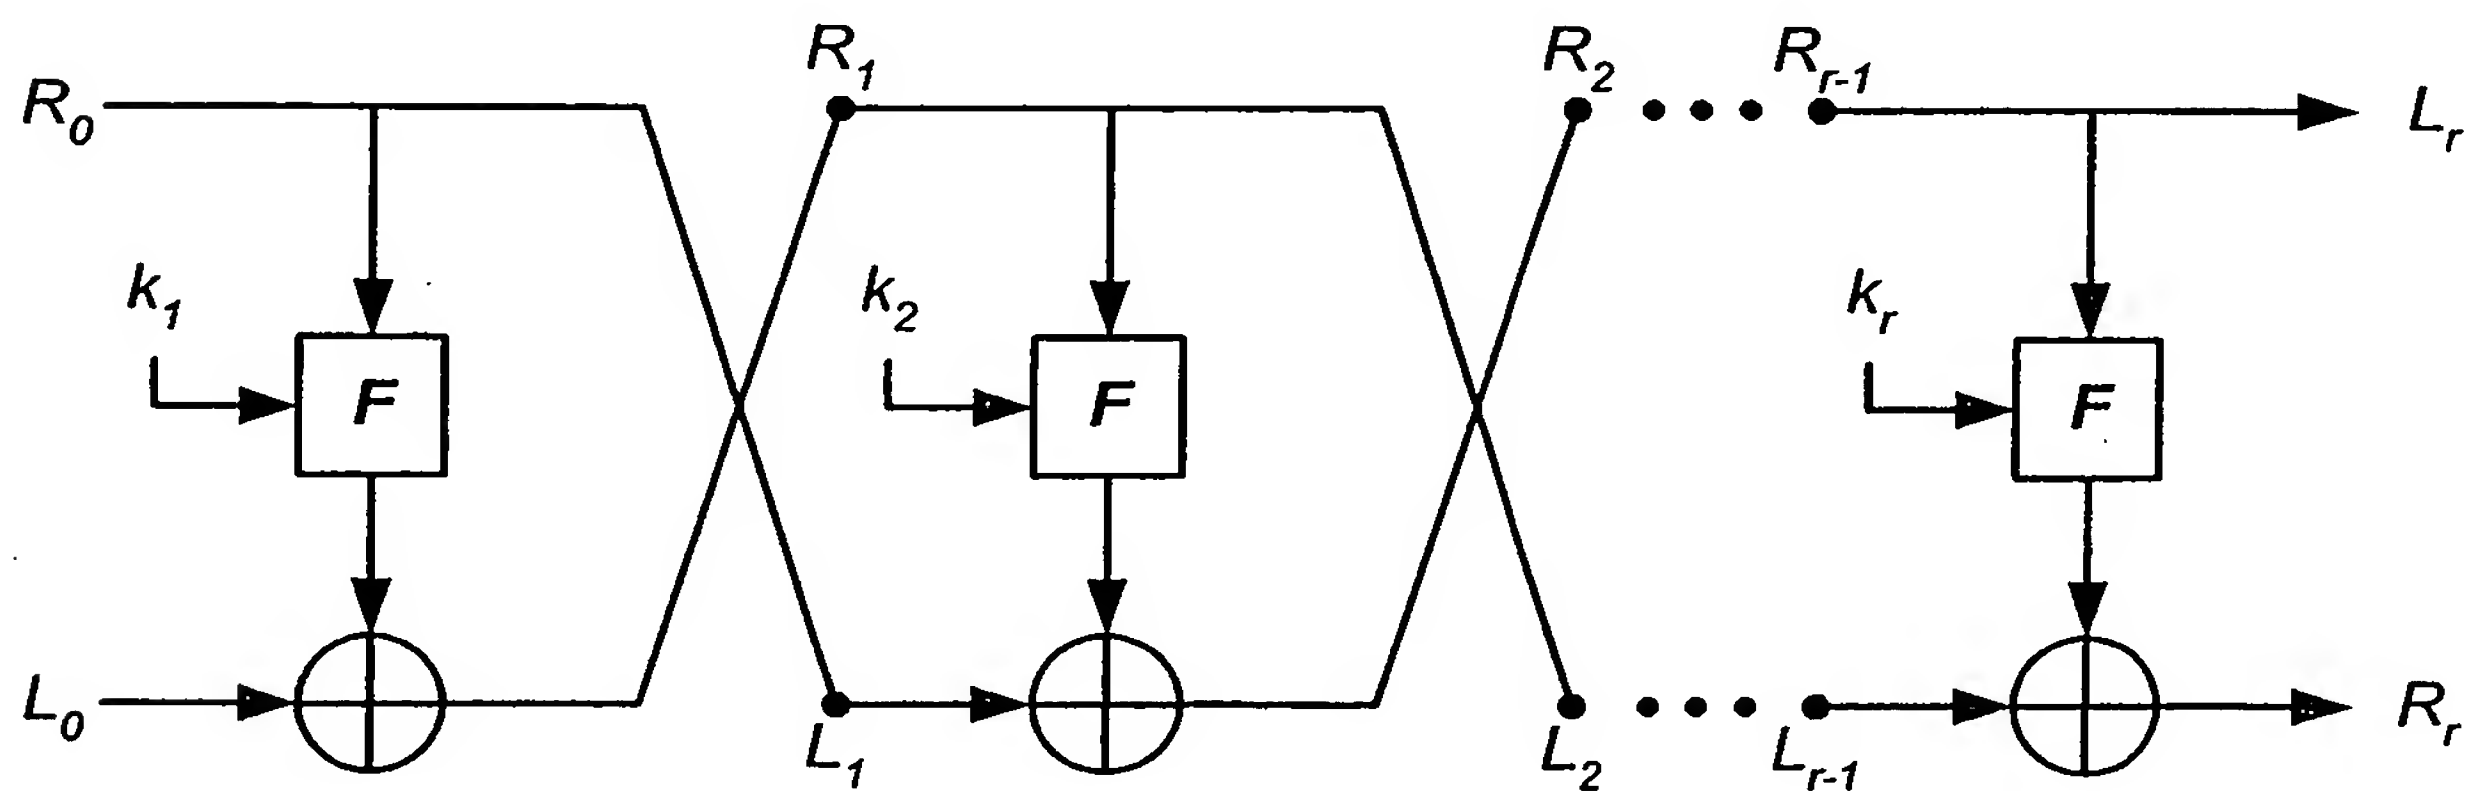 R₁ R₂ Rᵣ₋₁
R₀ Lᵣ
k₁ k₂ kᵣ
F F F
L₀ Rᵣ
L₁ L₂ Lᵣ₋₁